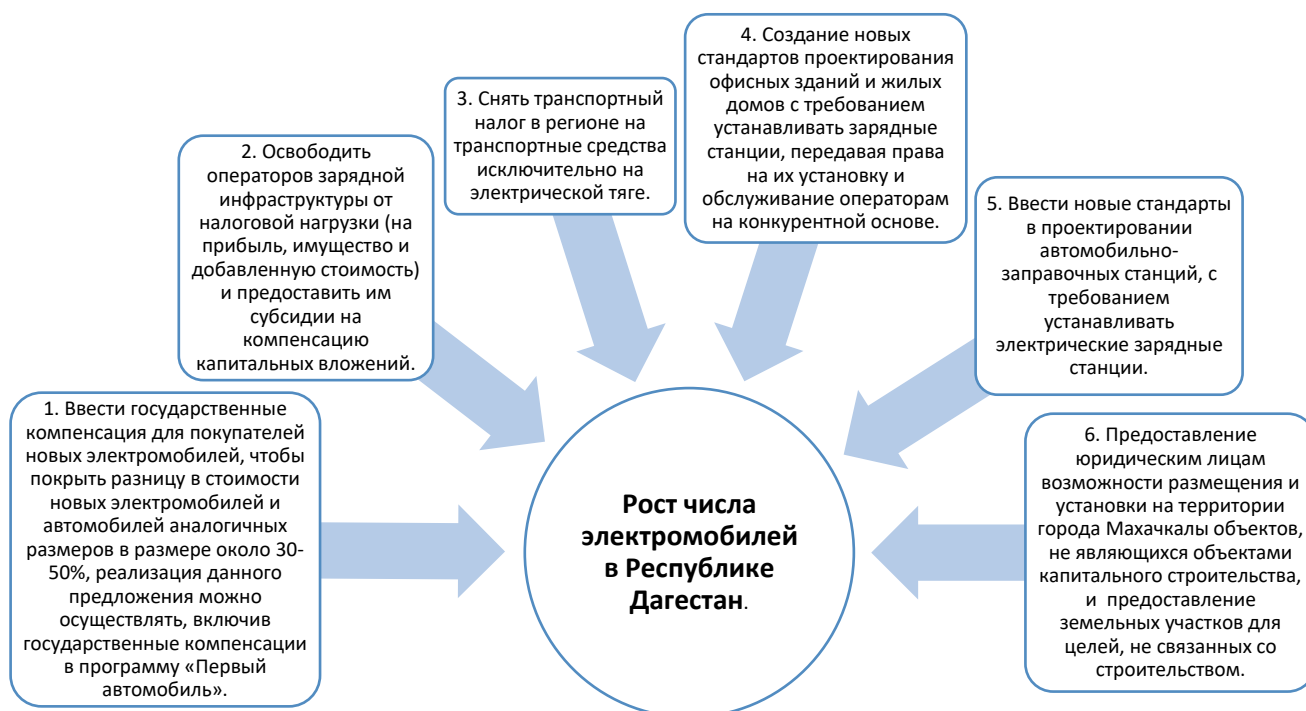 1. Ввести государственные
компенсация для покупателей
новых электромобилей, чтобы
покрыть разницу в стоимости
новых электромобилей и
автомобилей аналогичных
размеров в размере около 30-
50%, реализация данного
предложения можно
осуществлять, включив
государственные компенсации
в программу «Первый
автомобиль».
2. Освободить
операторов зарядной
инфраструктуры от
налоговой нагрузки (на
прибыль, имущество и
добавленную стоимость)
и предоставить им
субсидии на
компенсацию
капитальных вложений.
3. Снять транспортный
налог в регионе на
транспортные средства
исключительно на
электрической тяге.
4. Создание новых
стандартов проектирования
офисных зданий и жилых
домов с требованием
устанавливать зарядные
станции, передавая права
на их установку и
обслуживание операторам
на конкурентной основе.
5. Ввести новые стандарты
в проектировании
автомобильно-
заправочных станций, с
требованием
устанавливать
электрические зарядные
станции.
6. Предоставление
юридическим лицам
возможности размещения и
установки на территории
города Махачкалы объектов,
не являющихся объектами
капитального строительства,
и предоставление
земельных участков для
целей, не связанных со
строительством.
Рост числа
электромобилей
в Республике
Дагестан.